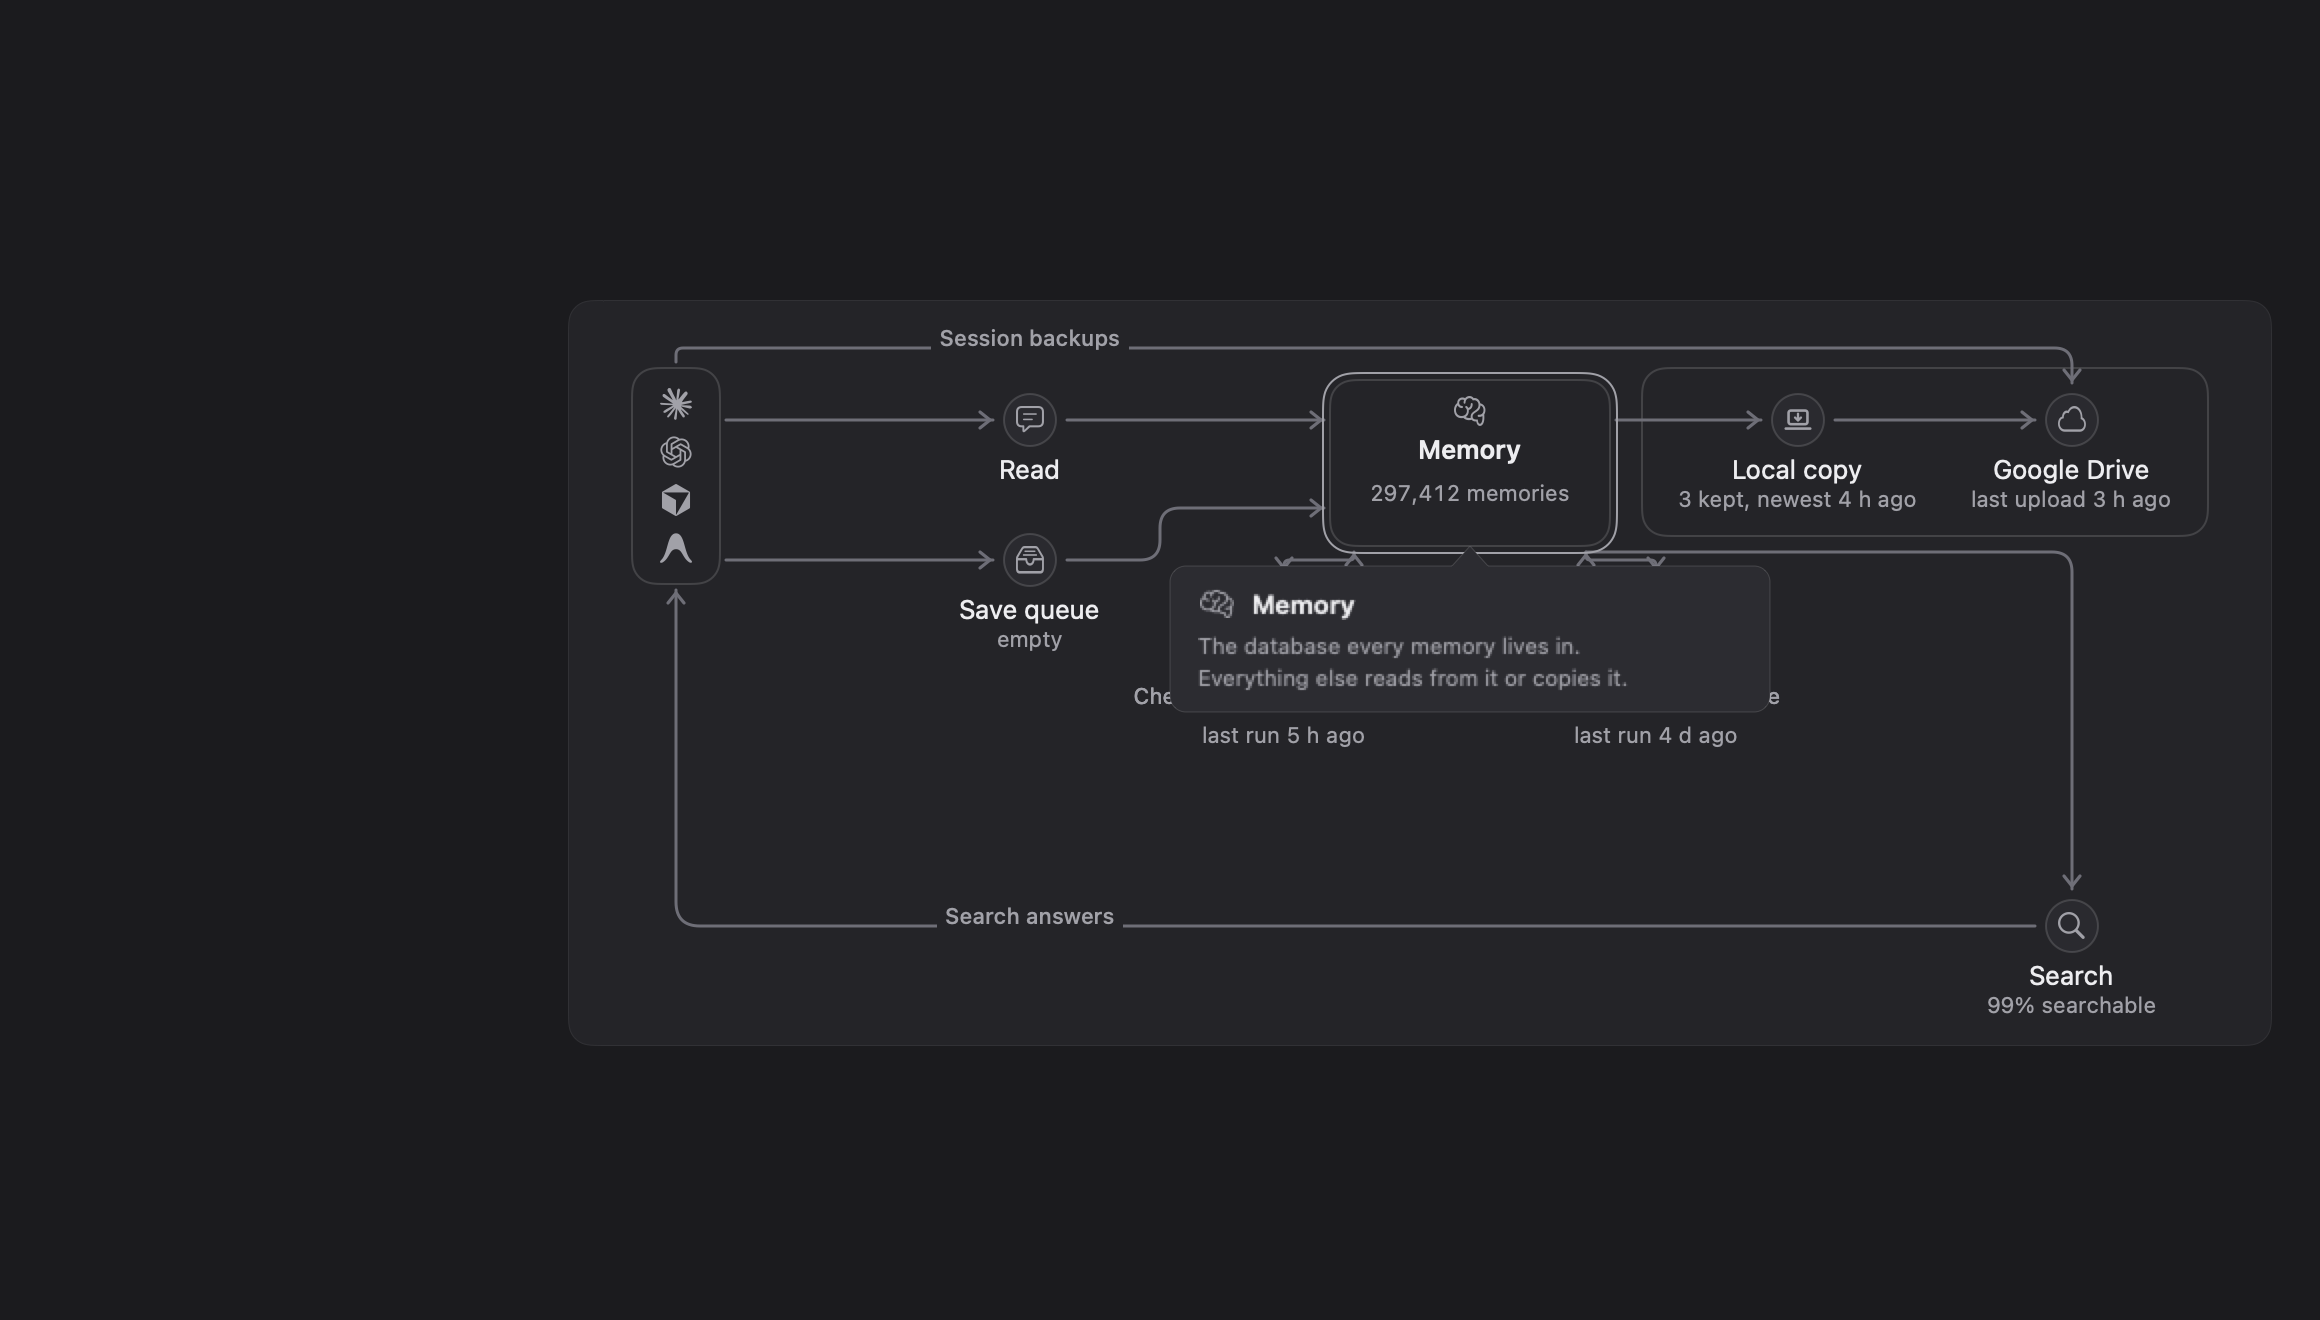 Session backups
Read
Memory
297,412 memories
Local copy
3 kept, newest 4 h ago
Google Drive
last upload 3 h ago
Save queue
empty
Memory
The database every memory lives in.
Everything else reads from it or copies it.
last run 5 h ago
last run 4 d ago
Search answers
Search
99% searchable